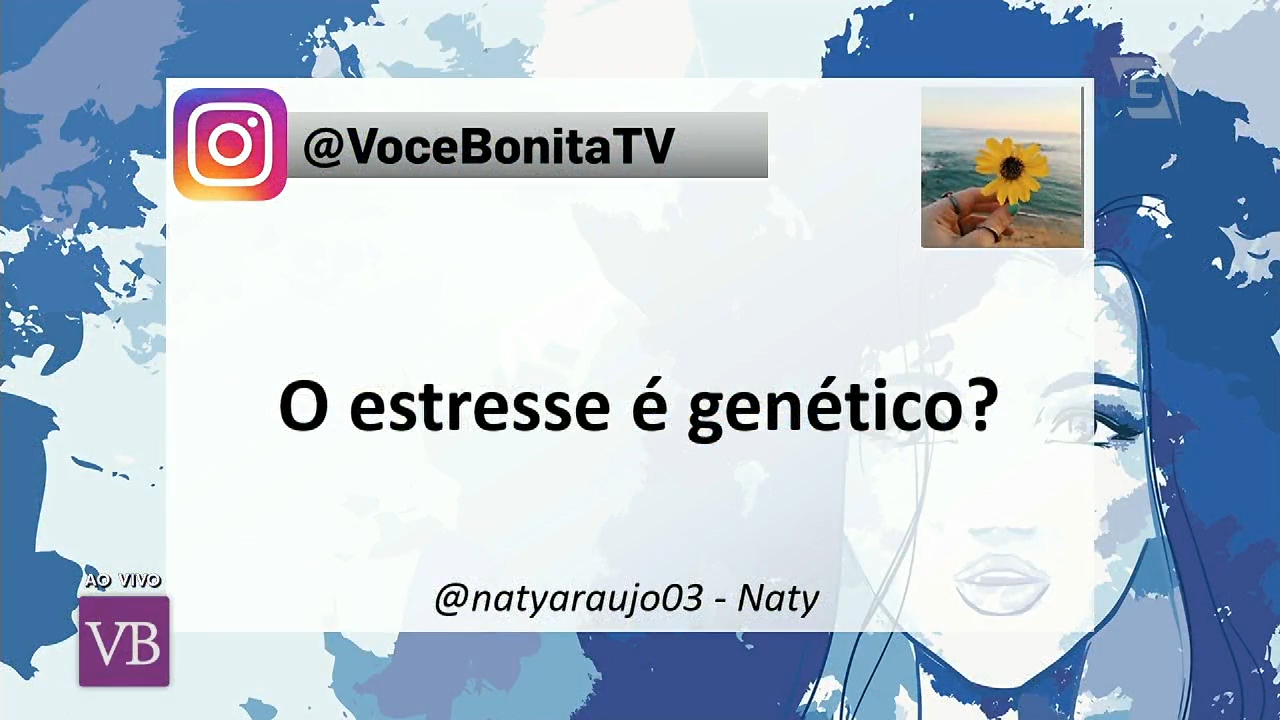 @VoceBonitaTV
O estresse é genético?
@natyaraujo03 - Naty
AO VIVO
VB